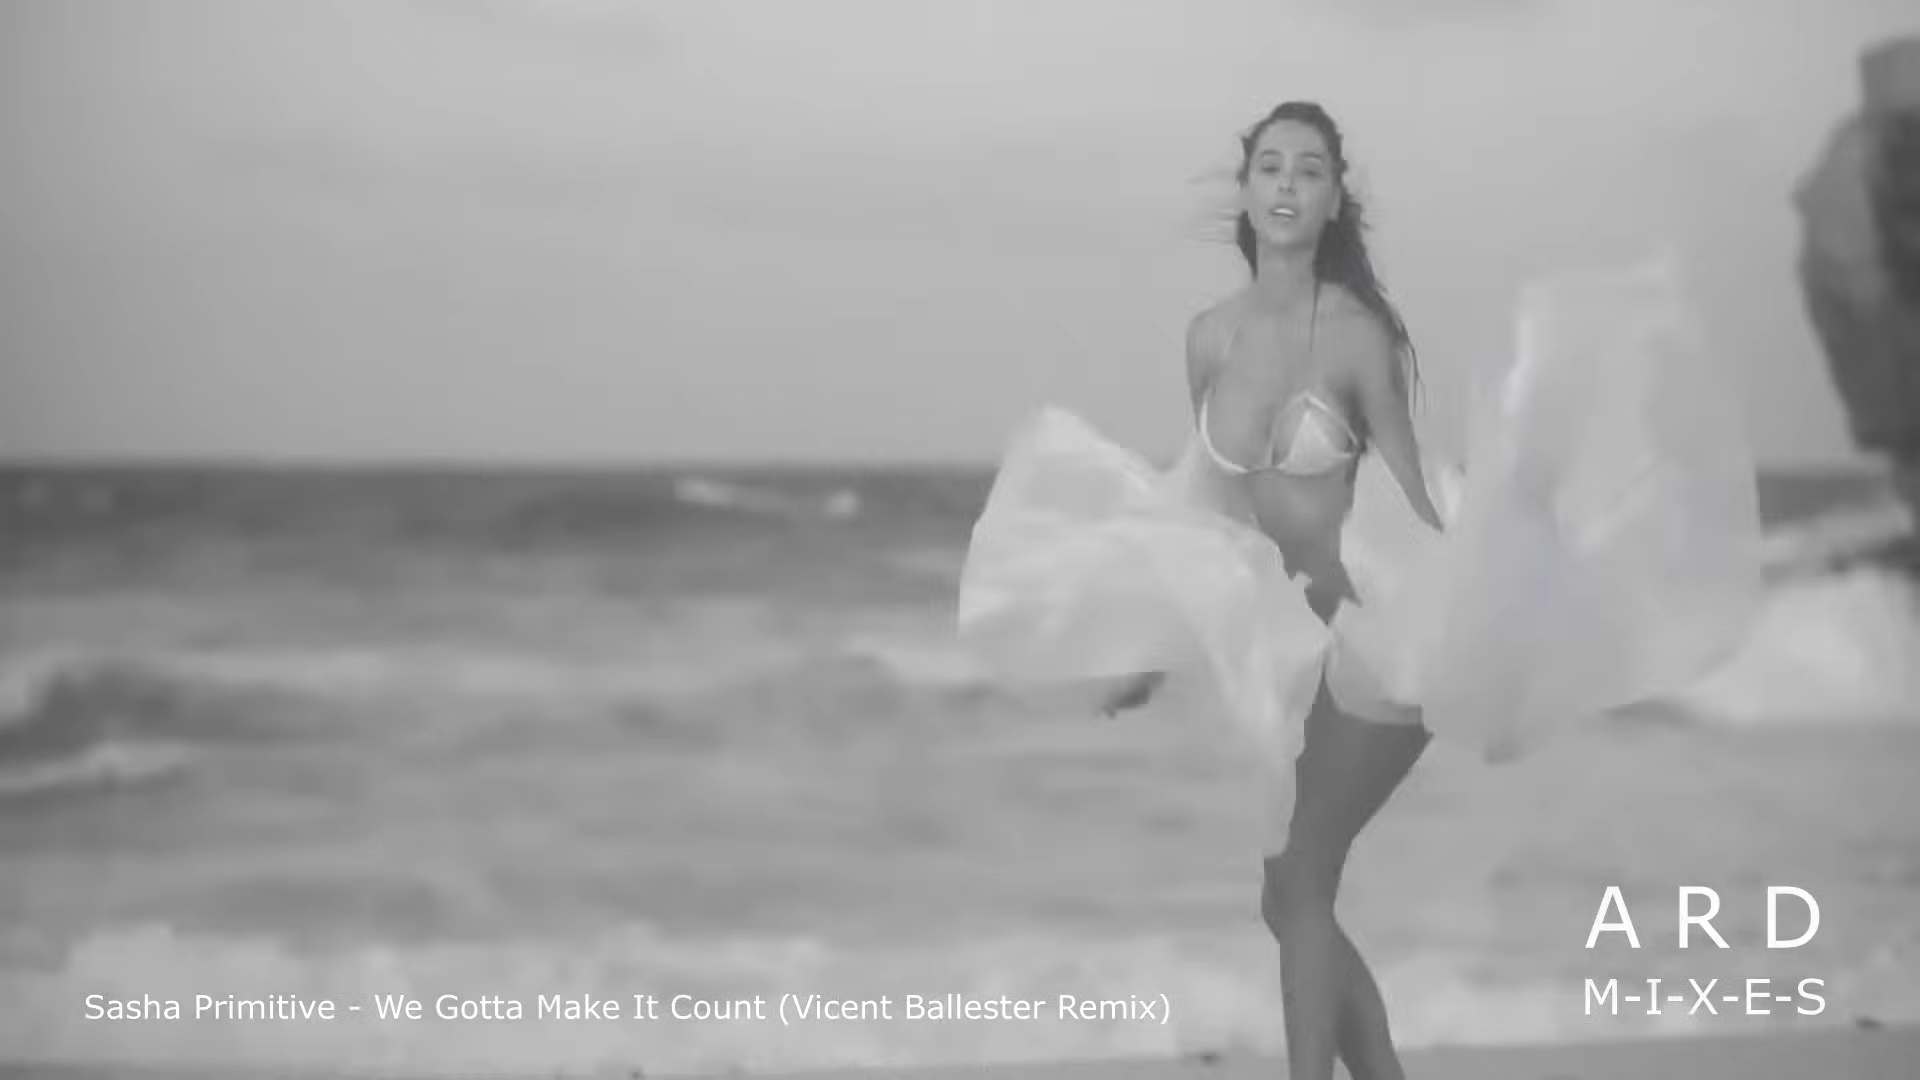 A R D
M-I-X-E-S
Sasha Primitive - We Gotta Make It Count (Vicent Ballester Remix)